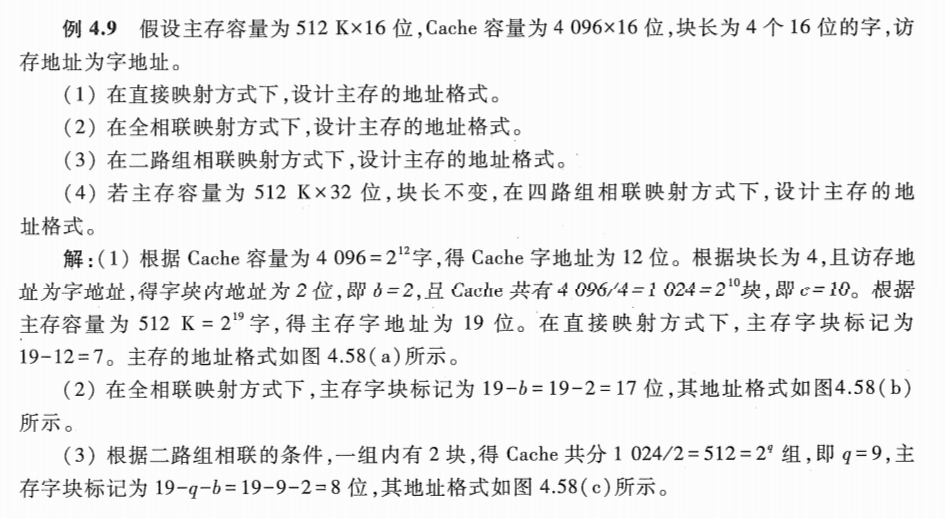 例 4.9 假设主存容量为 512 K×16 位,Cache 容量为 4 096×16 位,块长为 4 个 16 位的字,访
存地址为字地址。
(1) 在直接映射方式下,设计主存的地址格式。
(2) 在全相联映射方式下,设计主存的地址格式。
(3) 在二路组相联映射方式下,设计主存的地址格式。
(4) 若主存容量为 512 K×32 位,块长不变,在四路组相联映射方式下,设计主存的地
址格式。
解:(1) 根据 Cache 容量为 4 096=2¹²字,得 Cache 字地址为 12 位。根据块长为 4,且访存地
址为字地址,得字块内地址为 2 位,即 b=2,且 Cache 共有 4 096/4=1 024=2¹⁰块,即 c=10。根据
主存容量为 512 K = 2¹⁹ 字,得主存字地址为 19 位。在直接映射方式下,主存字块标记为
19-12=7。主存的地址格式如图 4.58(a)所示。
(2) 在全相联映射方式下,主存字块标记为 19-b=19-2=17 位,其地址格式如图4.58(b)
所示。
(3) 根据二路组相联的条件,一组内有 2 块,得 Cache 共分 1 024/2=512=2^q 组,即 q=9,主
存字块标记为 19-q-b=19-9-2=8 位,其地址格式如图 4.58(c)所示。